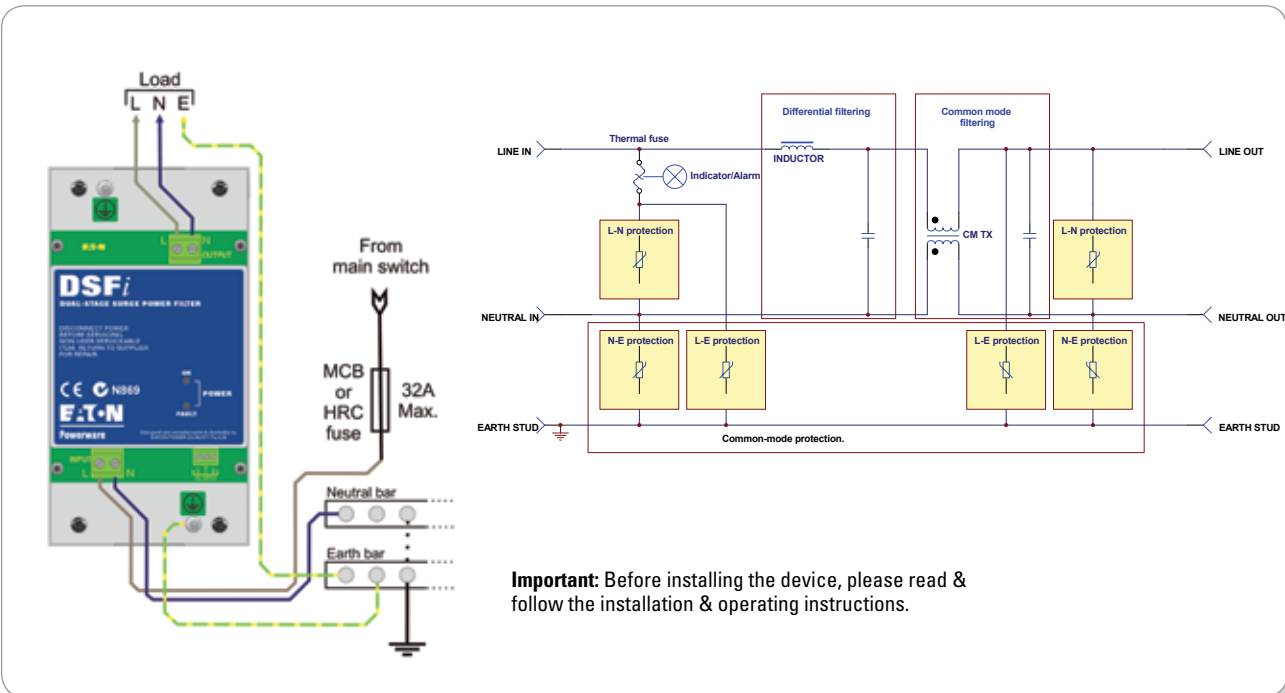 Load
L N E
EATON
L N
OUTPUT
DSFi
DUAL-STAGE SURGE POWER FILTER
DISCONNECT POWER
BEFORE SERVICING.
NON-USER SERVICEABLE
ITEM. RETURN TO SUPPLIER
FOR REPAIR.
CE N869
OK
POWER
FAULT
EATON
Powerware
INPUT
L N
From
main switch
MCB
or
HRC
fuse
32A
Max.
Neutral bar
Earth bar
Differential filtering
Common mode
filtering
LINE IN
Thermal fuse
INDUCTOR
LINE OUT
Indicator/Alarm
L-N protection
CM TX
L-N protection
NEUTRAL IN
NEUTRAL OUT
N-E protection
L-E protection
L-E protection
N-E protection
EARTH STUD
EARTH STUD
Common-mode protection.
Important: Before installing the device, please read &
follow the installation & operating instructions.